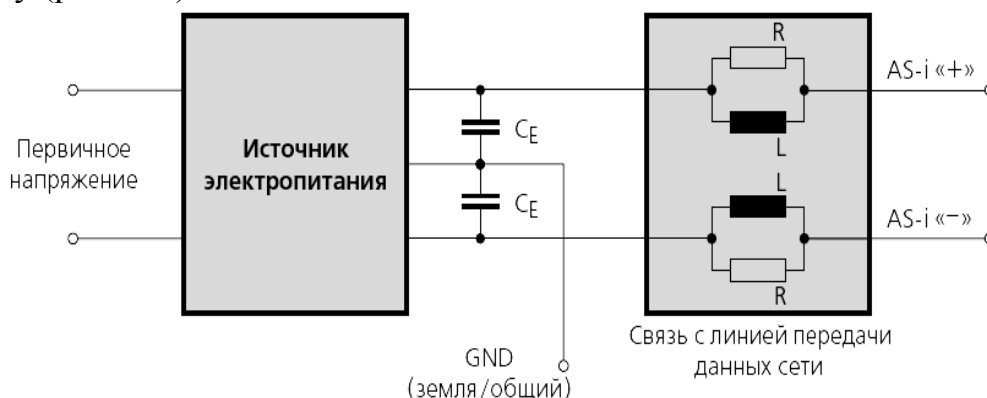 R
AS-i «+»
C_E
L
Первичное
напряжение
Источник
электропитания
L
C_E
AS-i «−»
R
Связь с линией передачи
данных сети
GND
(земля/общий)